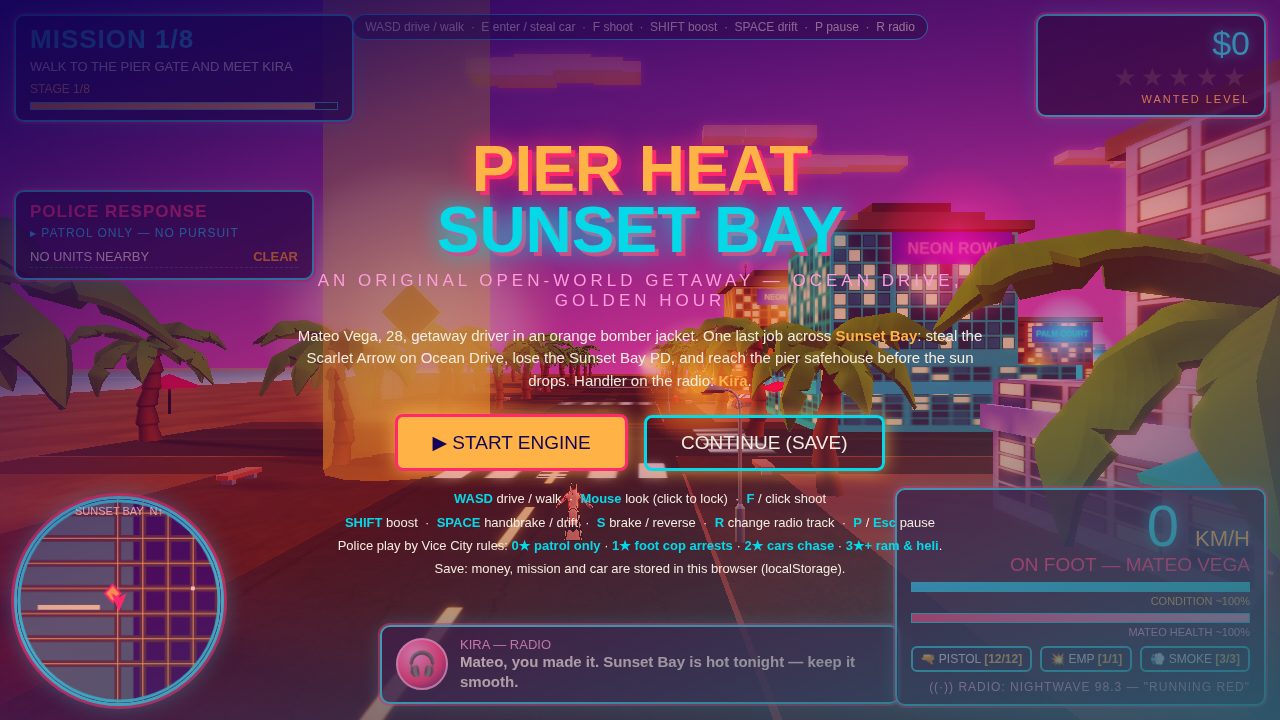 WASD drive / walk · E enter / steal car · F shoot · SHIFT boost · SPACE drift · P pause · R radio
MISSION 1/8
WALK TO THE PIER GATE AND MEET KIRA
STAGE 1/8
$0
★★★★★
WANTED LEVEL
POLICE RESPONSE
▸ PATROL ONLY — NO PURSUIT
NO UNITS NEARBY CLEAR
PIER HEAT
SUNSET BAY
NEON ROW
NEON
PALM COURT
AN ORIGINAL OPEN-WORLD GETAWAY — OCEAN DRIVE,
GOLDEN HOUR
Mateo Vega, 28, getaway driver in an orange bomber jacket. One last job across Sunset Bay: steal the
Scarlet Arrow on Ocean Drive, lose the Sunset Bay PD, and reach the pier safehouse before the sun
drops. Handler on the radio: Kira.
▶ START ENGINE
CONTINUE (SAVE)
WASD drive / walk · Mouse look (click to lock) · F / click shoot
SHIFT boost · SPACE handbrake / drift · S brake / reverse · R change radio track · P / Esc pause
Police play by Vice City rules: 0★ patrol only · 1★ foot cop arrests · 2★ cars chase · 3★+ ram & heli.
Save: money, mission and car are stored in this browser (localStorage).
SUNSET BAY
KIRA — RADIO
Mateo, you made it. Sunset Bay is hot tonight — keep it
smooth.
0 KM/H
ON FOOT — MATEO VEGA
CONDITION ~100%
MATEO HEALTH ~100%
PISTOL [12/12] EMP [1/1] SMOKE [3/3]
((·)) RADIO: NIGHTWAVE 98.3 — "RUNNING RED"